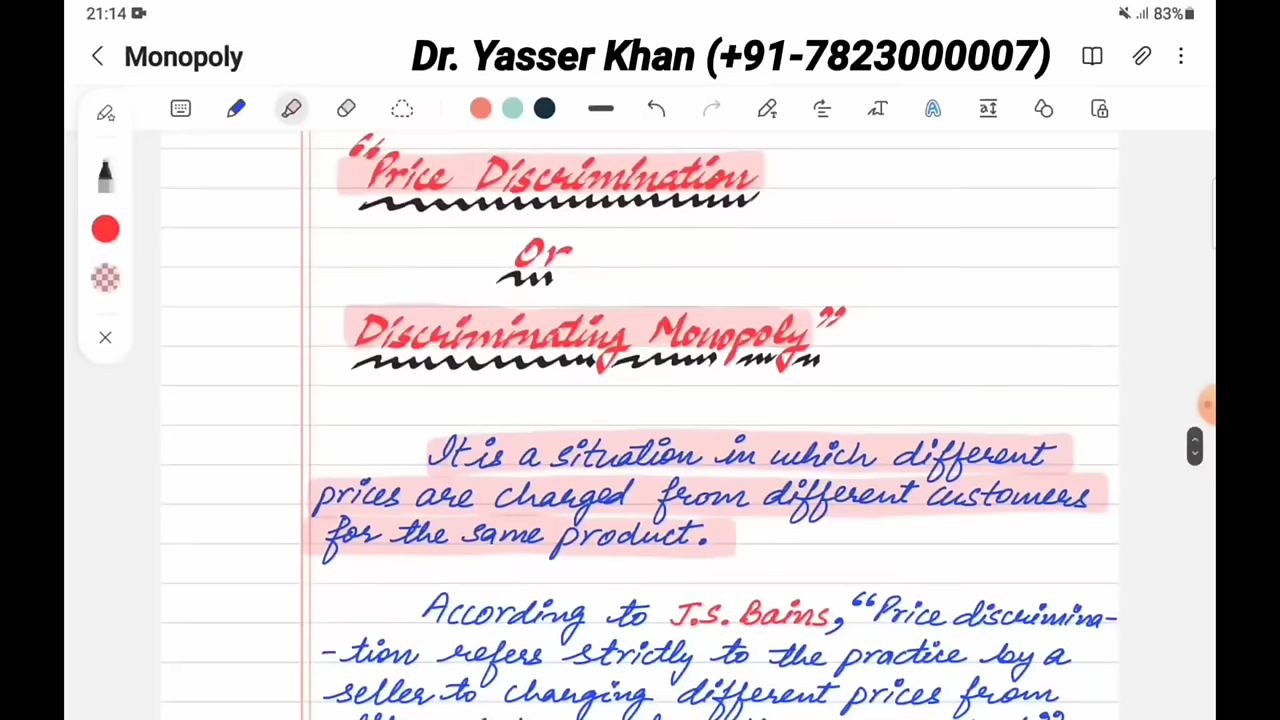 21:14 83%
Monopoly Dr. Yasser Khan (+91-7823000007)
"Price Discrimination
Or
Discriminating Monopoly"
It is a situation in which different
prices are charged from different customers
for the same product.
According to J.S. Bains, "Price discrimina-
-tion refers strictly to the practice by a
seller to charging different prices from